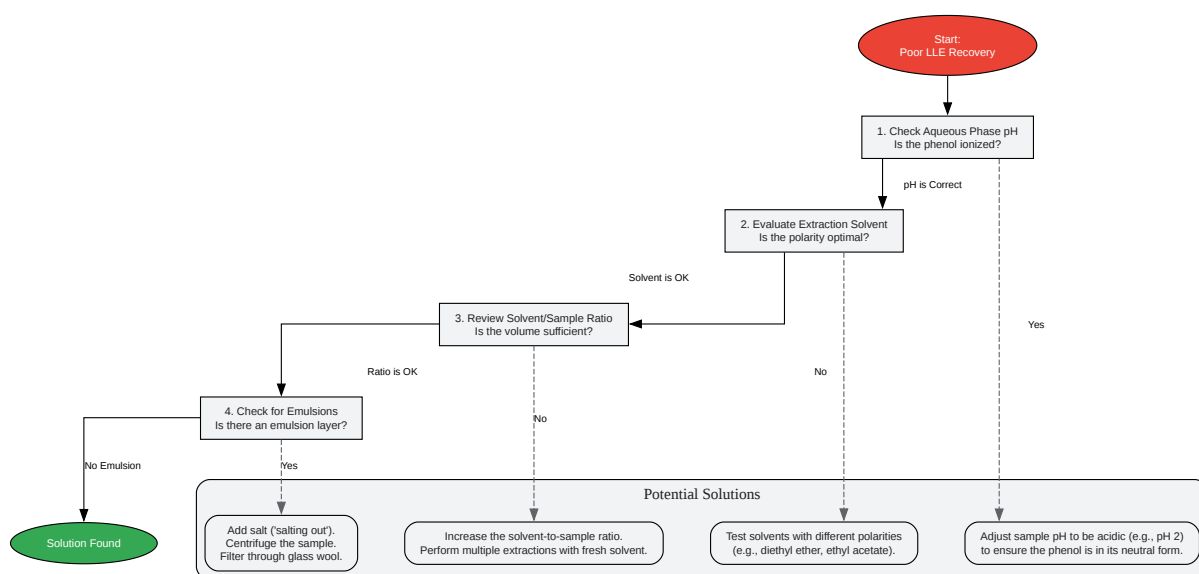 Start:
Poor LLE Recovery
1. Check Aqueous Phase pH
Is the phenol ionized?
pH is Correct
2. Evaluate Extraction Solvent
Is the polarity optimal?
Solvent is OK
3. Review Solvent/Sample Ratio
Is the volume sufficient?
Yes
Ratio is OK
No
4. Check for Emulsions
Is there an emulsion layer?
No
No Emulsion
Yes
Potential Solutions
Solution Found
Add salt ('salting out').
Centrifuge the sample.
Filter through glass wool.
Increase the solvent-to-sample ratio.
Perform multiple extractions with fresh solvent.
Test solvents with different polarities
(e.g., diethyl ether, ethyl acetate).
Adjust sample pH to be acidic (e.g., pH 2)
to ensure the phenol is in its neutral form.